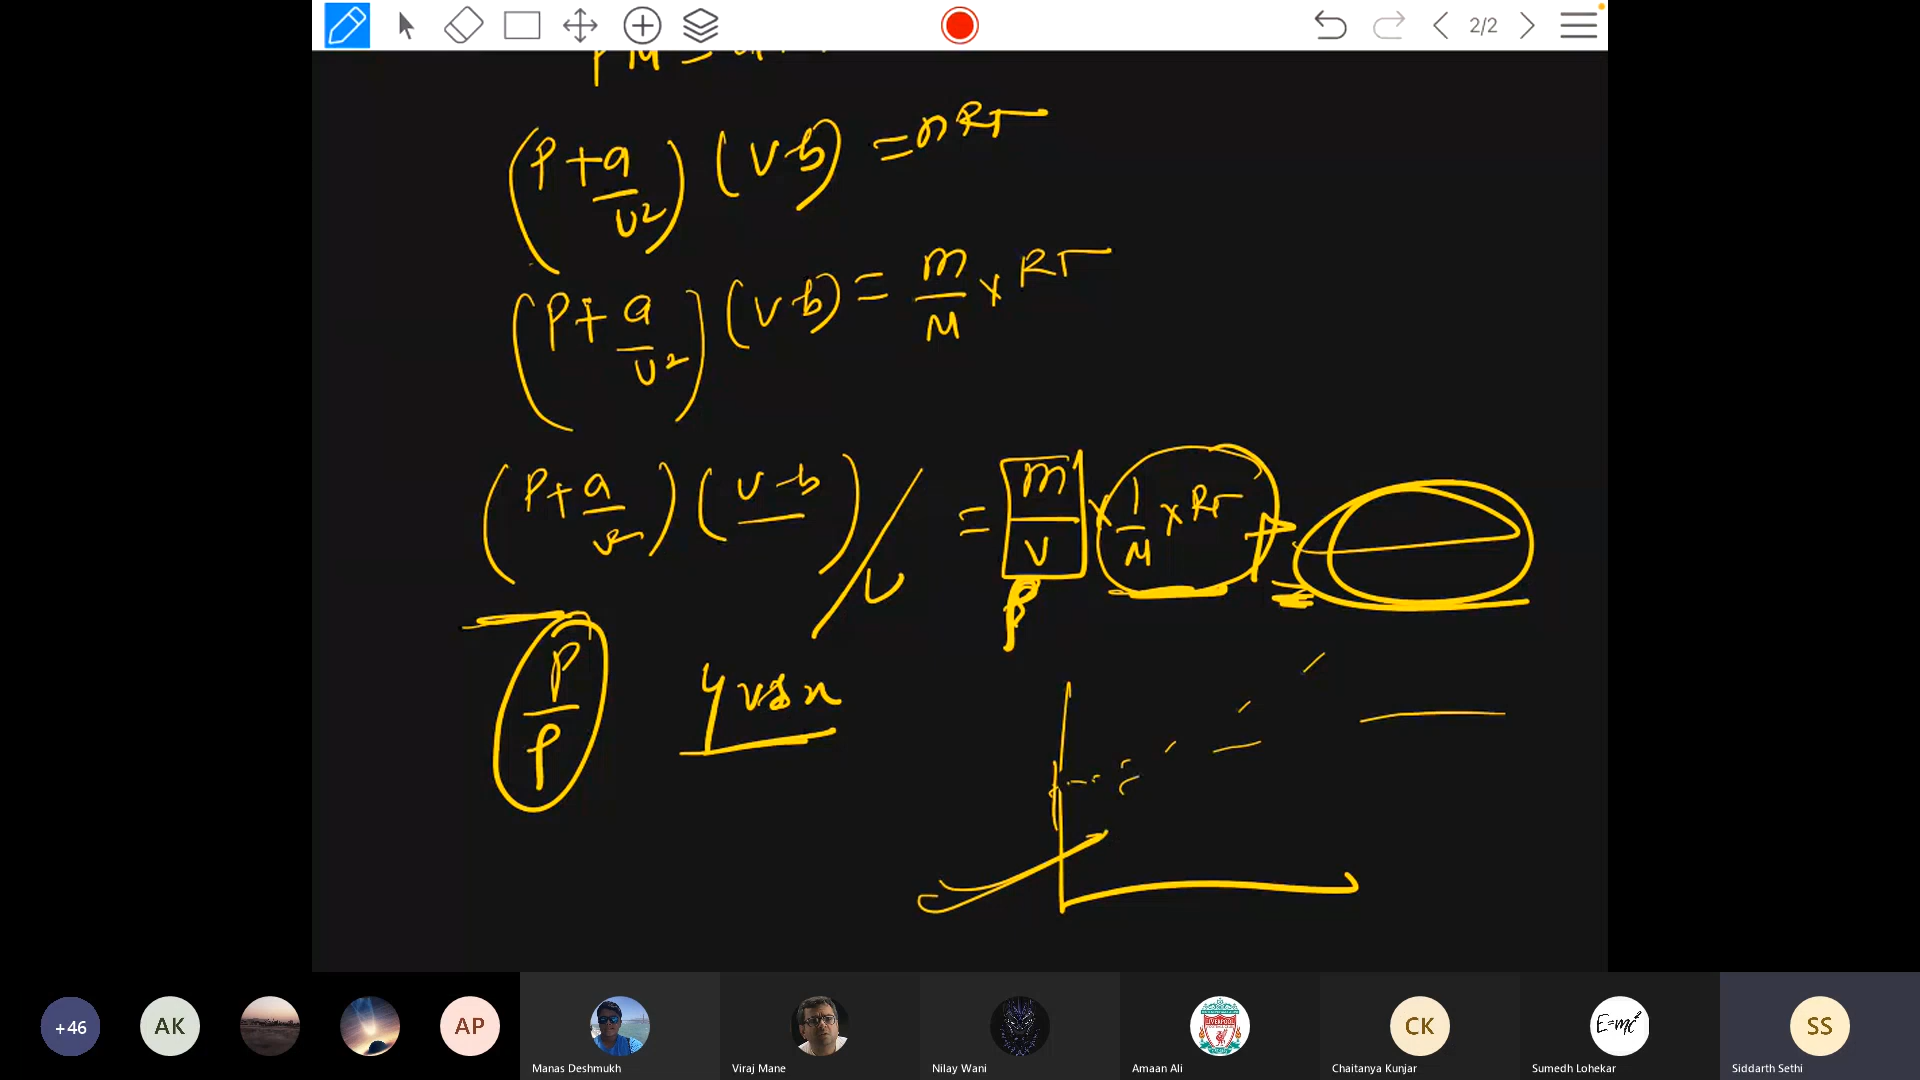 2/2
PM =
(P + a/v²) (v-b) = nRT
(P + a/v²) (v-b) = m/M × RT
(P + a/v²) (v-b) / v = m/v × 1/M × RT +
ρ
P/ρ
y vs x
+46
AK
AP
CK
E=mc²
SS
Manas Deshmukh
Viraj Mane
Nilay Wani
Amaan Ali
Chaitanya Kunjar
Sumedh Lohekar
Siddarth Sethi